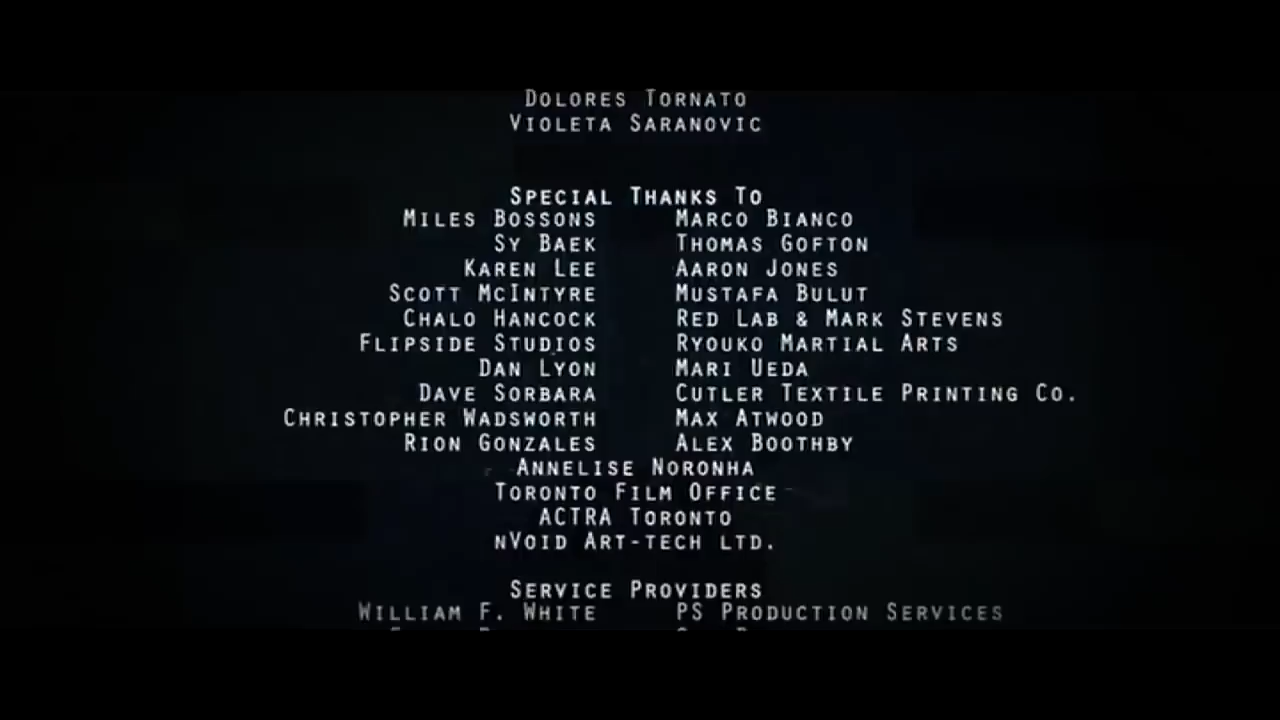 Dolores Tornato
Violeta Saranovic
Special Thanks To
Miles Bossons Marco Bianco
Sy Baek Thomas Gofton
Karen Lee Aaron Jones
Scott McIntyre Mustafa Bulut
Chalo Hancock Red Lab & Mark Stevens
Flipside Studios Ryouko Martial Arts
Dan Lyon Mari Ueda
Dave Sorbara Cutler Textile Printing Co.
Christopher Wadsworth Max Atwood
Rion Gonzales Alex Boothby
Annelise Noronha
Toronto Film Office
ACTRA Toronto
nVoid Art-tech ltd.
Service Providers
William F. White PS Production Services